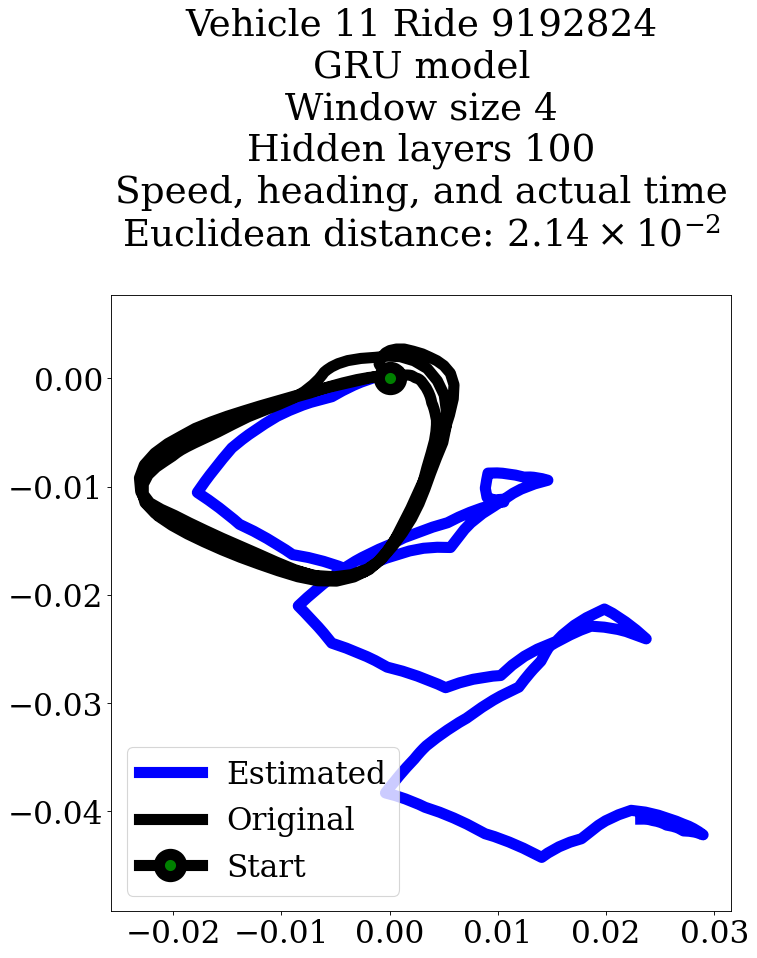 Vehicle 11 Ride 9192824
GRU model
Window size 4
Hidden layers 100
Speed, heading, and actual time
Euclidean distance: 2.14 × 10⁻²
0.00
−0.01
−0.02
−0.03
−0.04
Estimated
Original
Start
−0.02 −0.01 0.00 0.01 0.02 0.03